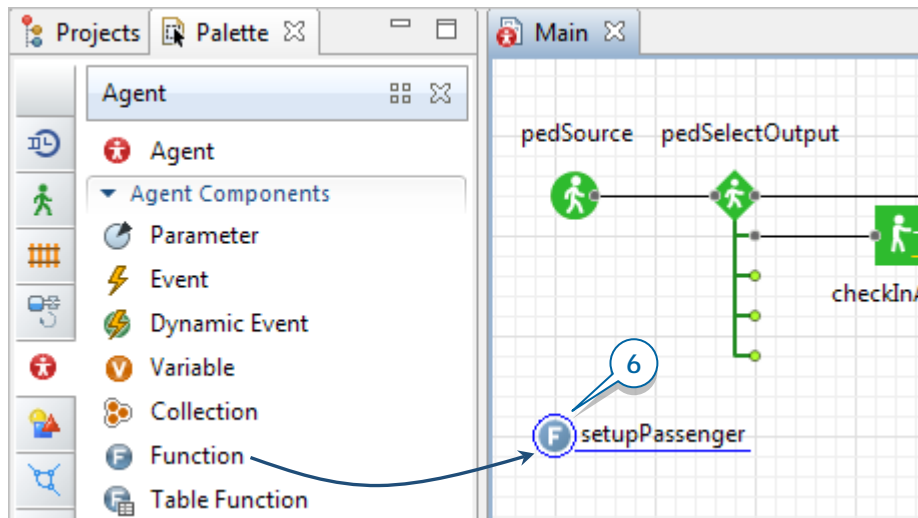 Projects
Palette
Main
Agent
pedSource
pedSelectOutput
Agent
Agent Components
Parameter
Event
checkInA
Dynamic Event
6
Variable
Collection
setupPassenger
Function
Table Function